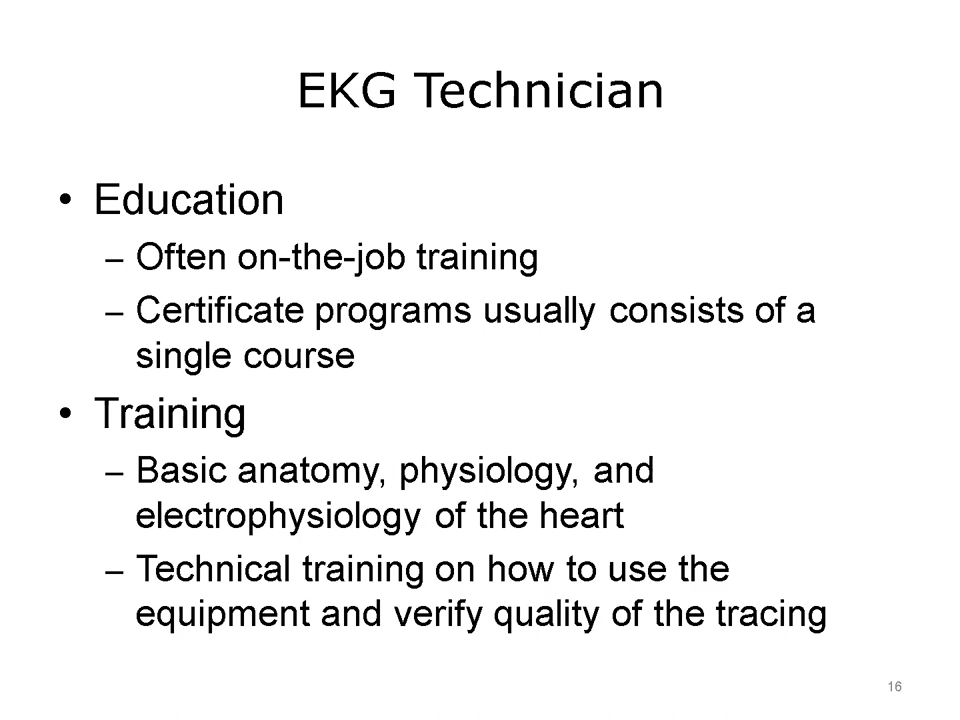 EKG Technician
• Education
– Often on-the-job training
– Certificate programs usually consists of a
single course
• Training
– Basic anatomy, physiology, and
electrophysiology of the heart
– Technical training on how to use the
equipment and verify quality of the tracing
16